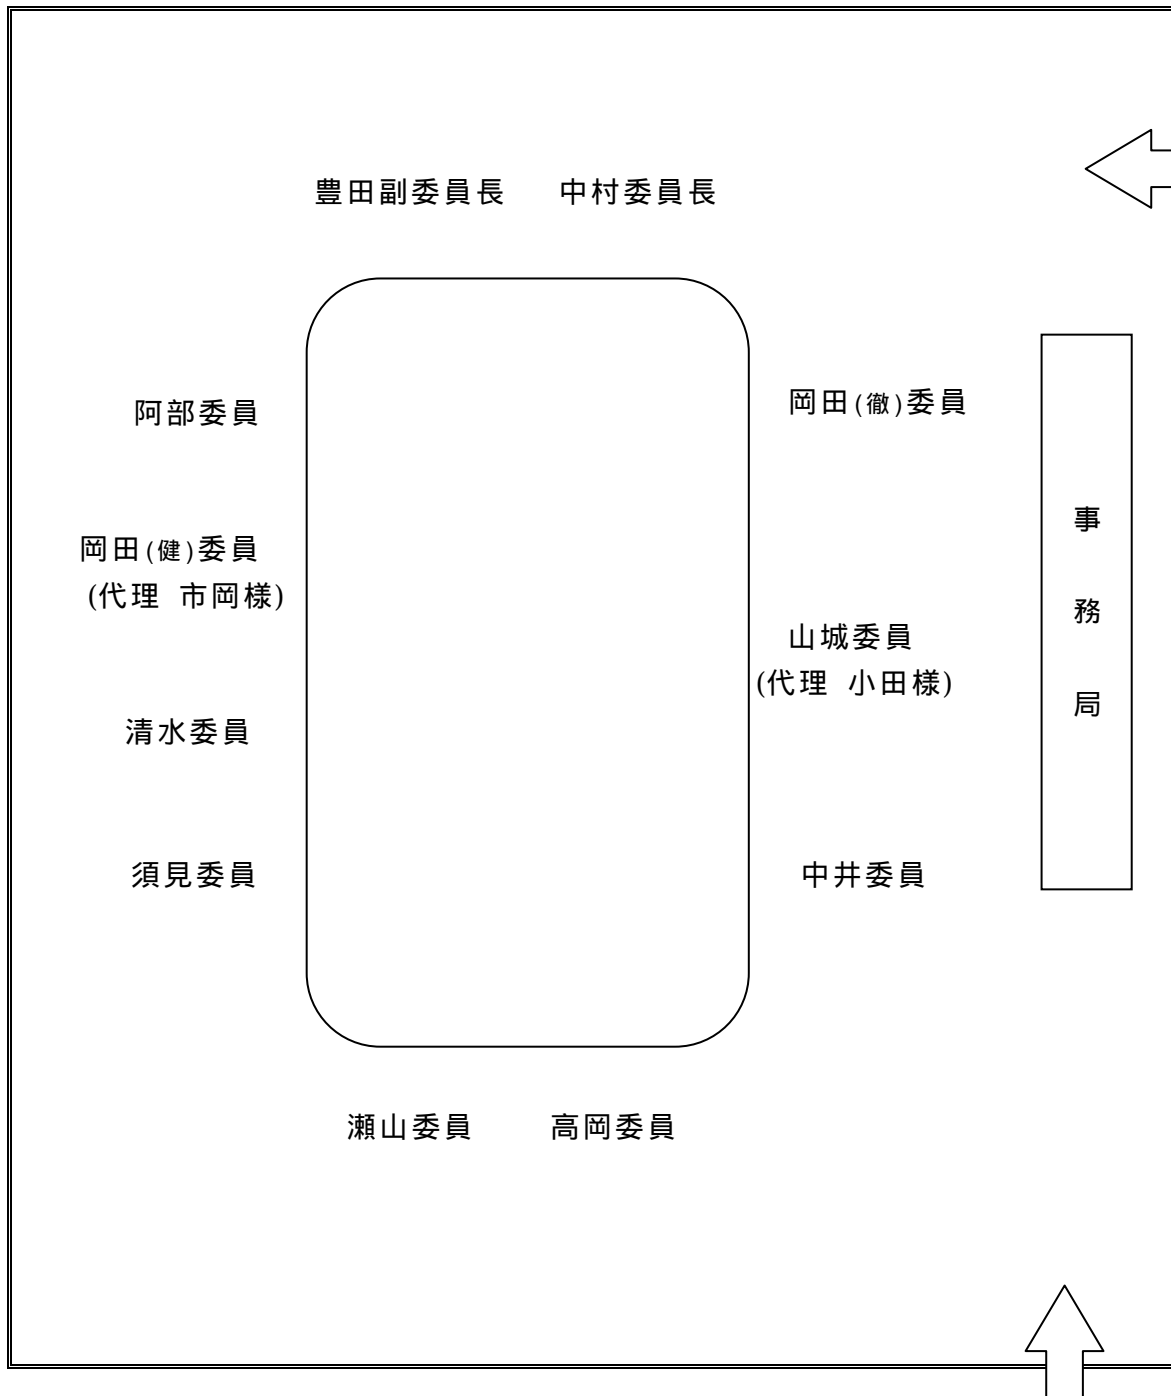 豊田副委員長 中村委員長
阿部委員
岡田(徹)委員
岡田(健)委員
(代理 市岡様)
山城委員
(代理 小田様)
清水委員
須見委員
中井委員
事務局
瀬山委員 高岡委員